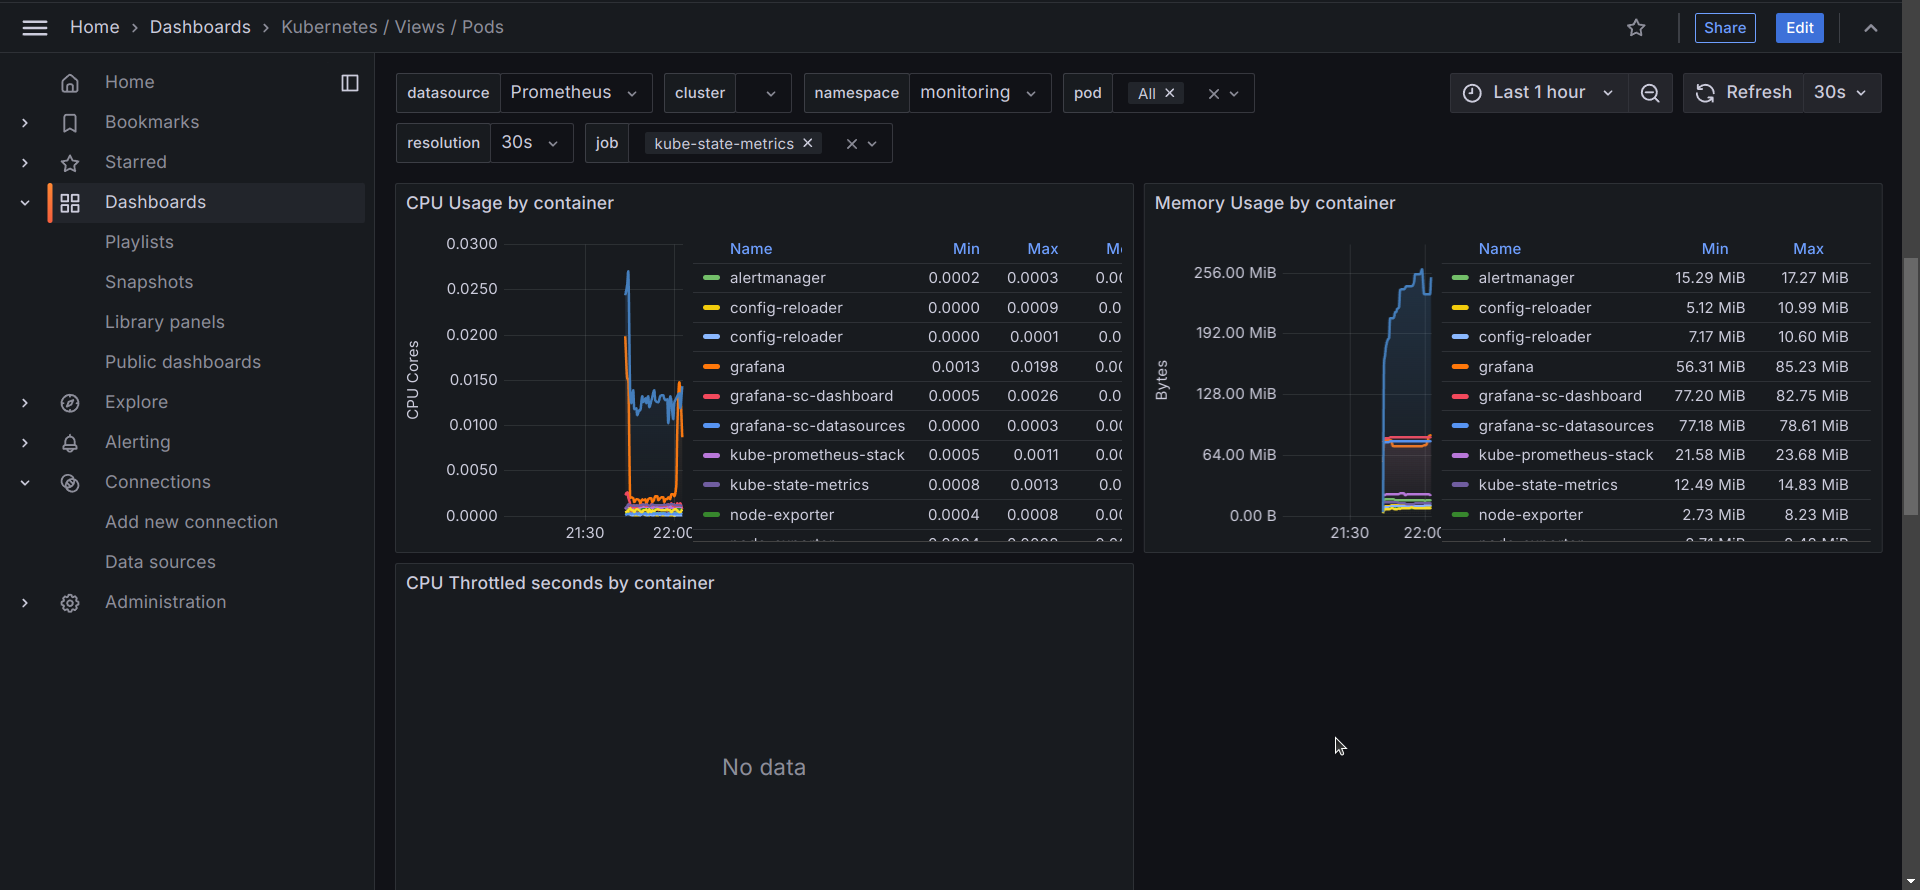 Home › Dashboards › Kubernetes / Views / Pods
Share
Edit
Home
Bookmarks
Starred
Dashboards
Playlists
Snapshots
Library panels
Public dashboards
Explore
Alerting
Connections
Add new connection
Data sources
Administration
datasource Prometheus cluster namespace monitoring pod All
Last 1 hour Refresh 30s
resolution 30s job kube-state-metrics
CPU Usage by container
CPU Cores
0.0300
0.0250
0.0200
0.0150
0.0100
0.0050
0.0000
21:30 22:00
Name Min Max
alertmanager 0.0002 0.0003 0.00
config-reloader 0.0000 0.0009 0.0
config-reloader 0.0000 0.0001 0.0
grafana 0.0013 0.0198 0.00
grafana-sc-dashboard 0.0005 0.0026 0.0
grafana-sc-datasources 0.0000 0.0003 0.00
kube-prometheus-stack 0.0005 0.0011 0.00
kube-state-metrics 0.0008 0.0013 0.00
node-exporter 0.0004 0.0008 0.00
Memory Usage by container
Bytes
256.00 MiB
192.00 MiB
128.00 MiB
64.00 MiB
0.00 B
21:30 22:00
Name Min Max
alertmanager 15.29 MiB 17.27 MiB
config-reloader 5.12 MiB 10.99 MiB
config-reloader 7.17 MiB 10.60 MiB
grafana 56.31 MiB 85.23 MiB
grafana-sc-dashboard 77.20 MiB 82.75 MiB
grafana-sc-datasources 77.18 MiB 78.61 MiB
kube-prometheus-stack 21.58 MiB 23.68 MiB
kube-state-metrics 12.49 MiB 14.83 MiB
node-exporter 2.73 MiB 8.23 MiB
CPU Throttled seconds by container
No data